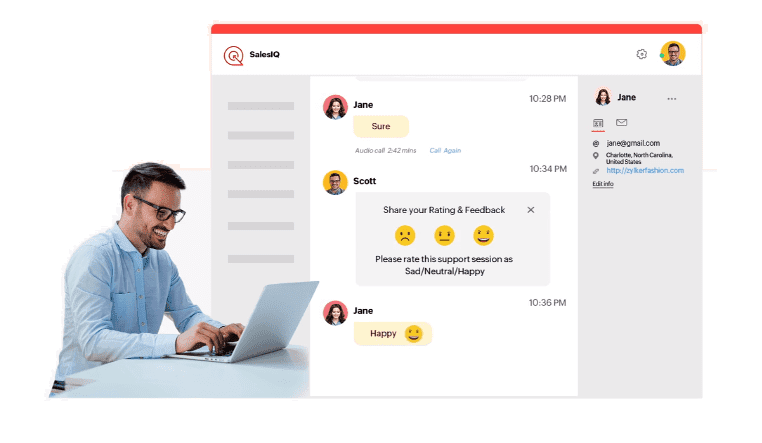 SalesIQ
Jane
10:28 PM
Sure
Audio call 2:42 mins Call Again
10:34 PM
Scott
Share your Rating & Feedback
Please rate this support session as
Sad/Neutral/Happy
Jane
10:36 PM
Happy
Jane
jane@gmail.com
Charlotte, North Carolina,
United States
http://zylkerfashion.com
Edit info